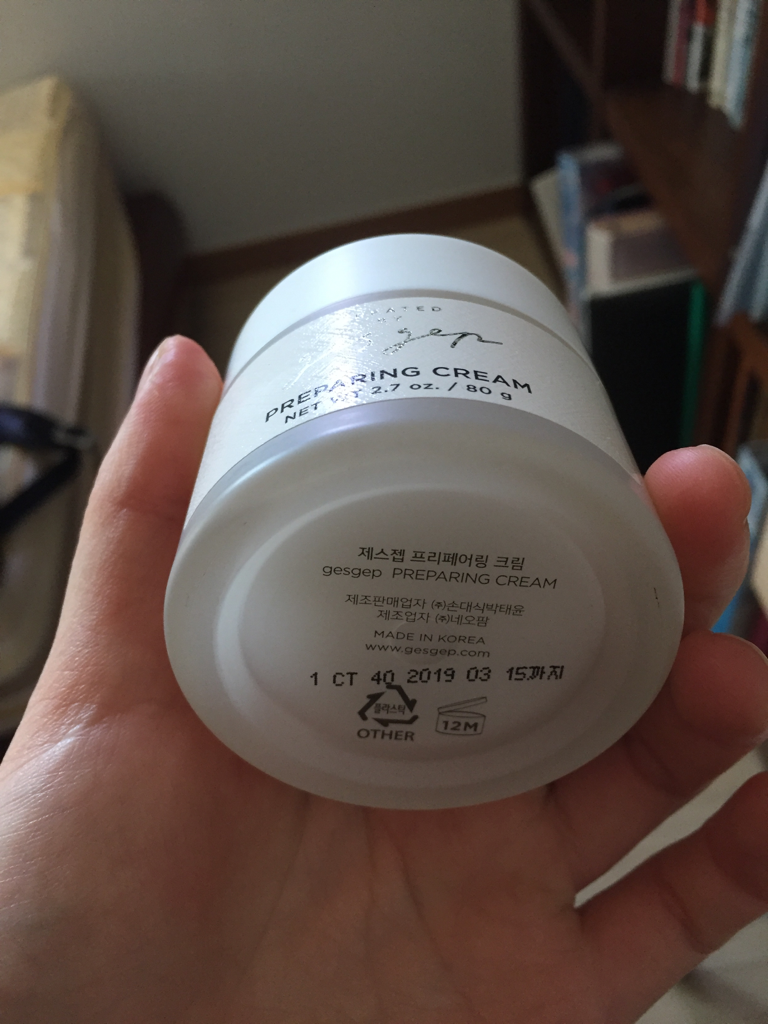 gep
PREPARING CREAM
NET WT 2.7 oz. / 80 g
제스젭 프리페어링 크림
gesgep PREPARING CREAM
제조판매업자 ㈜손대식박태윤
제조업자 ㈜네오팜
MADE IN KOREA
www.gesgep.com
1 CT 40 2019 03 15까지
플라스틱
OTHER
12M